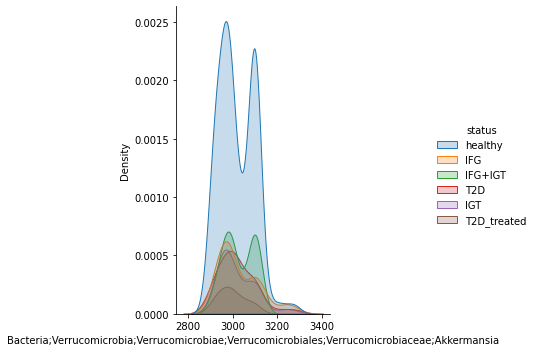 0.0025
0.0020
0.0015
0.0010
0.0005
0.0000
Density
2800 3000 3200 3400
Bacteria;Verrucomicrobia;Verrucomicrobiae;Verrucomicrobiales;Verrucomicrobiaceae;Akkermansia
status
healthy
IFG
IFG+IGT
T2D
IGT
T2D_treated